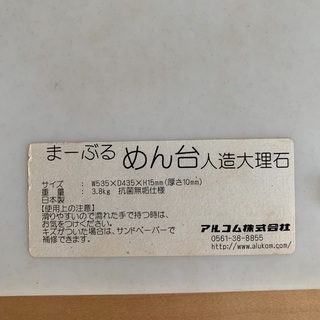 まーぶる めん台 人造大理石
サイズ : W535×D435×H15mm(厚さ10mm)
重量 : 3.8kg 抗菌無垢仕様
日本製
【使用上の注意】
滑りやすいので濡れた手で持つ時は、
お気をつけください。
キズがついた場合は、サンドペーパーで
補修できます。
アルコム株式会社
0561-38-8855
http://www.alukom.com/